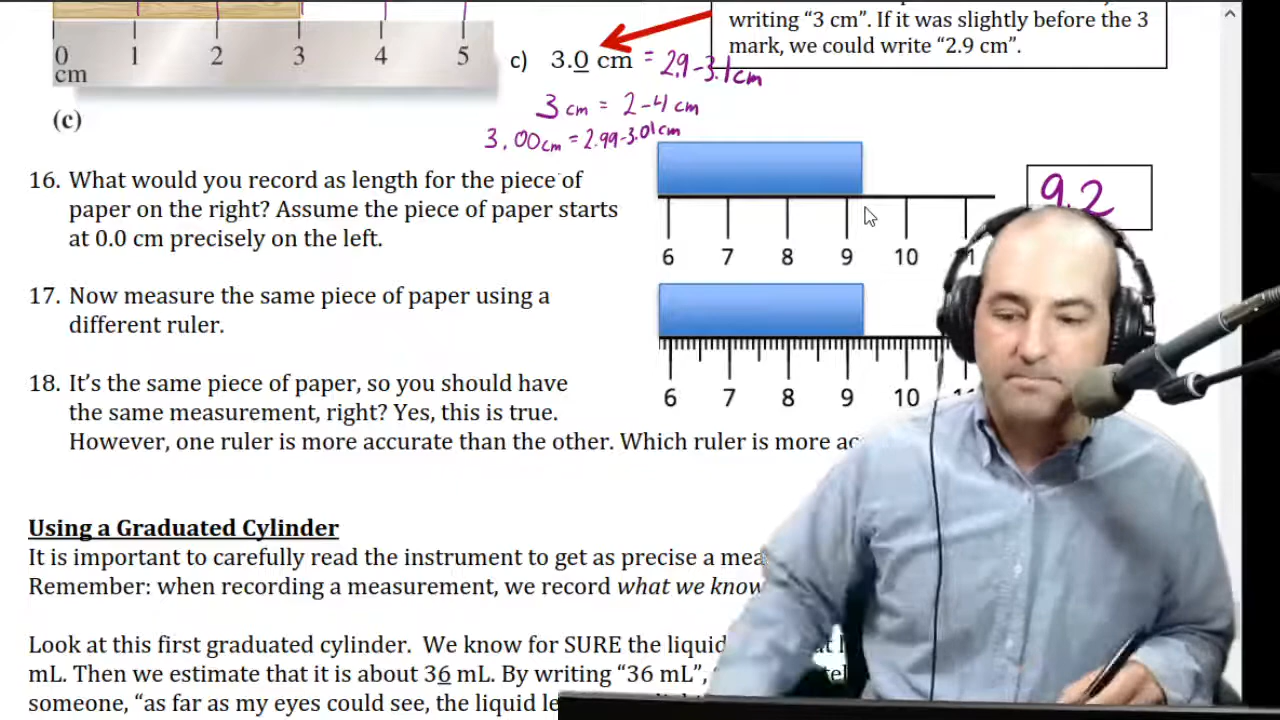 writing "3 cm". If it was slightly before the 3
mark, we could write "2.9 cm".
0 1 2 3 4 5
cm
c) 3.0 cm = 2.9-3.1cm
3 cm = 2-4 cm
3.00cm = 2.99-3.01cm
(c)
16. What would you record as length for the piece of
paper on the right? Assume the piece of paper starts
at 0.0 cm precisely on the left.
9.2
6 7 8 9 10
17. Now measure the same piece of paper using a
different ruler.
6 7 8 9 10
18. It's the same piece of paper, so you should have
the same measurement, right? Yes, this is true.
However, one ruler is more accurate than the other. Which ruler is more
Using a Graduated Cylinder
It is important to carefully read the instrument to get as precise a
Remember: when recording a measurement, we record what we know
Look at this first graduated cylinder. We know for SURE the liquid
mL. Then we estimate that it is about 36 mL. By writing "36 mL",
someone, "as far as my eyes could see, the liquid